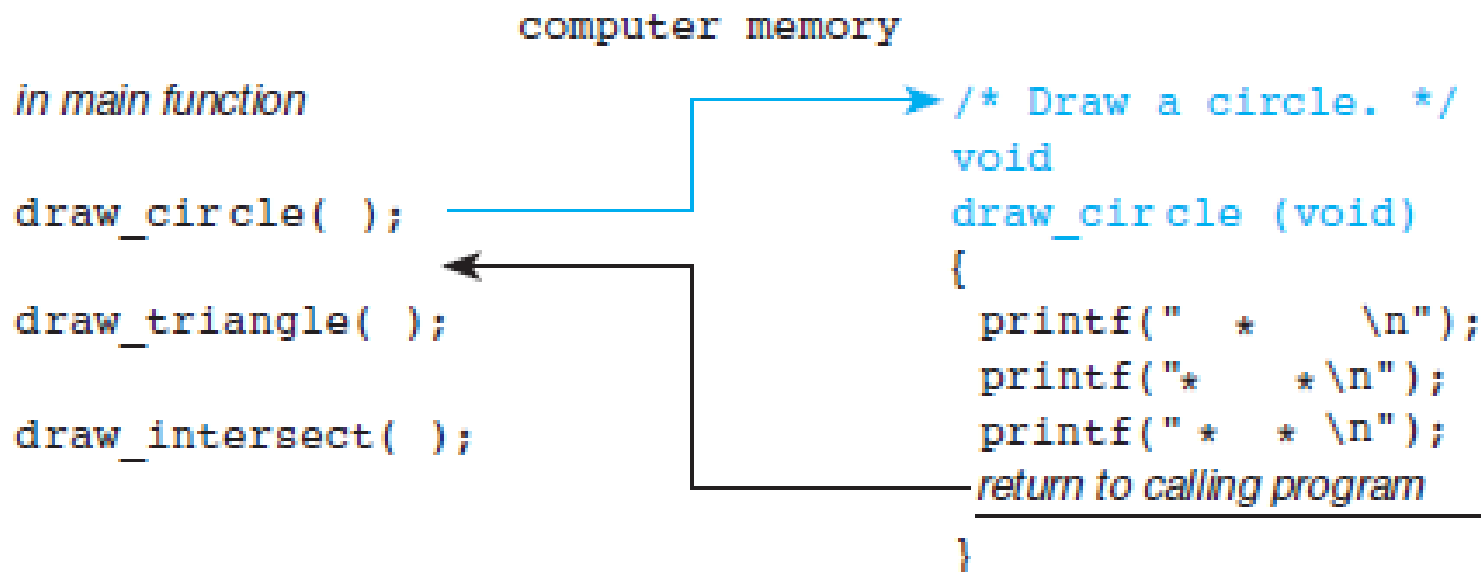 computer memory
in main function
draw_circle( );
draw_triangle( );
draw_intersect( );
/* Draw a circle. */
void
draw_circle (void)
{
printf("  *    \n");
printf("*    *\n");
printf(" *  * \n");
return to calling program
}